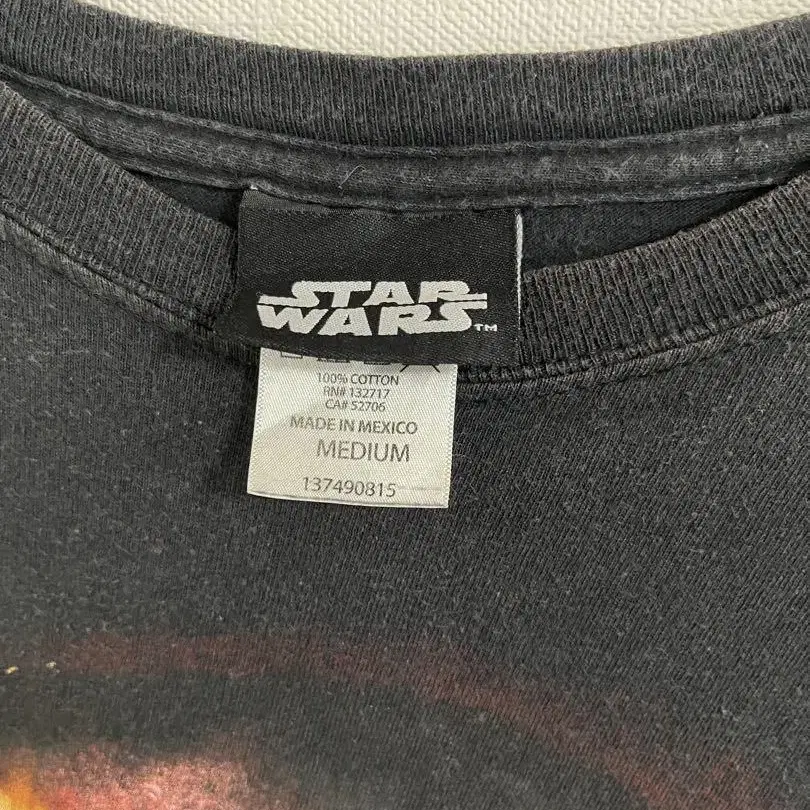 STAR
WARS TM
100% COTTON
RN# 132717
CA# 52706
MADE IN MEXICO
MEDIUM
137490815